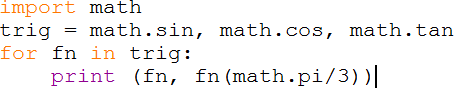 import math
trig = math.sin, math.cos, math.tan
for fn in trig:
    print (fn, fn(math.pi/3))